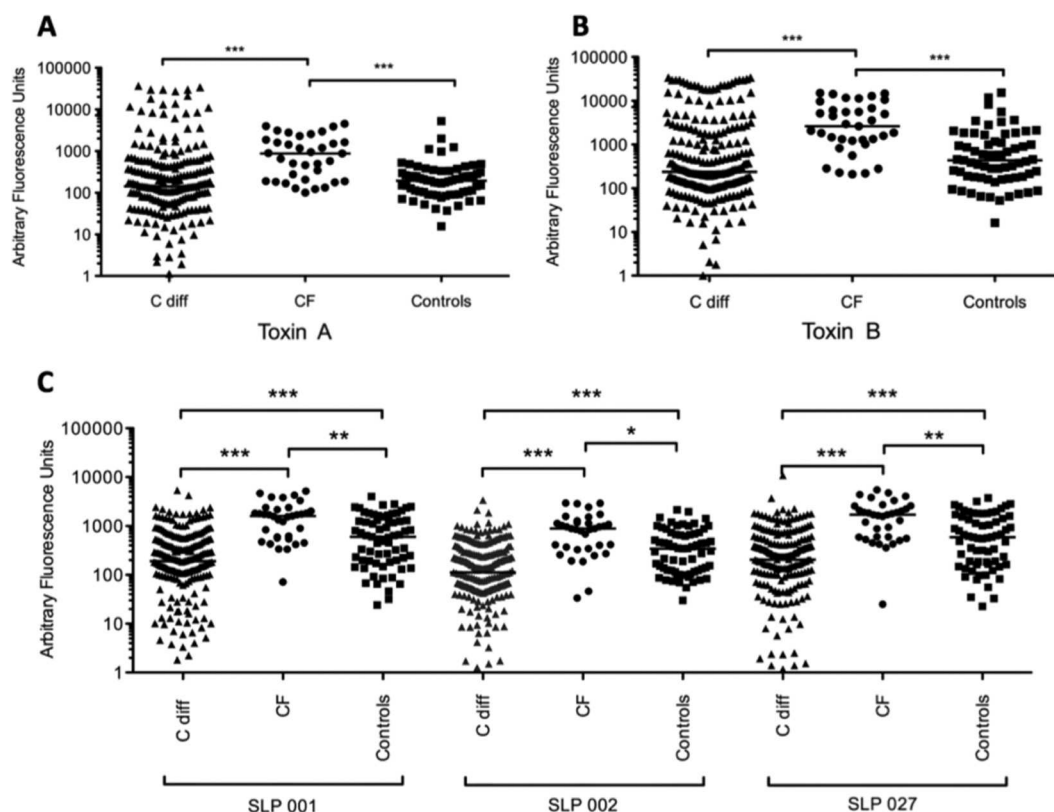 A
***
***
100000
10000
1000
100
10
1
Arbitrary Fluorescence Units
C diff CF Controls
Toxin A
B
***
***
100000
10000
1000
100
10
1
Arbitrary Fluorescence Units
C diff CF Controls
Toxin B
C
*** *** ***
*** ** *** * *** **
100000
10000
1000
100
10
1
Arbitrary Fluorescence Units
C diff CF Controls C diff CF Controls C diff CF Controls
SLP 001 SLP 002 SLP 027